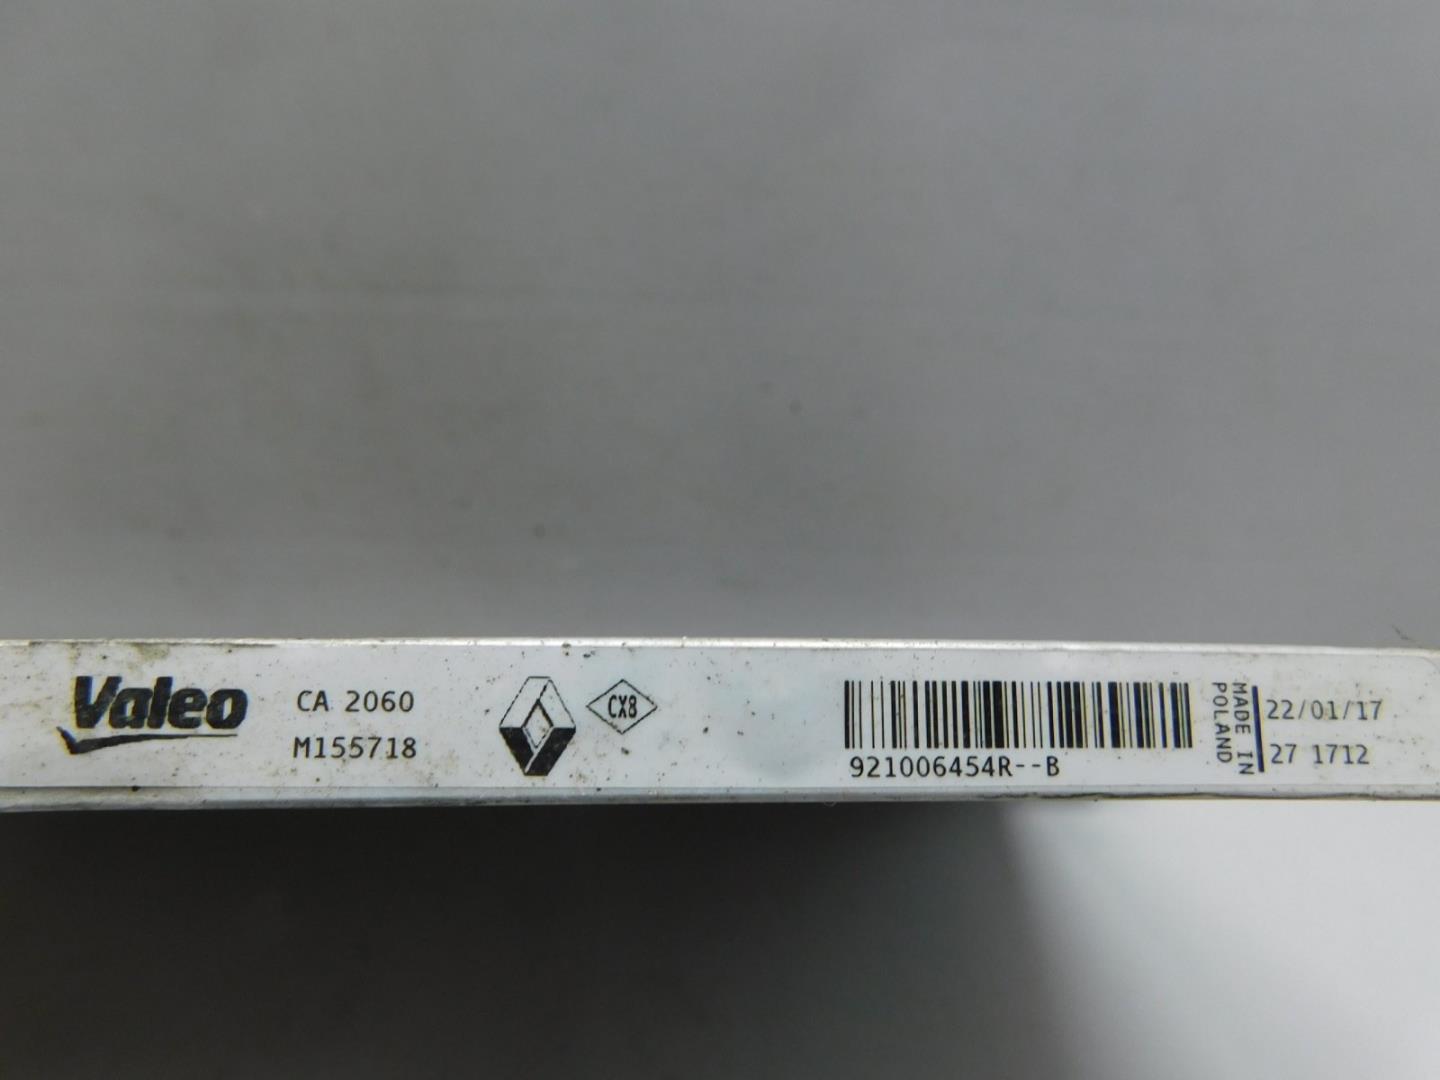 Valeo
CA 2060
M155718
CX8
921006454R--B
MADE IN
POLAND
22/01/17
27 1712